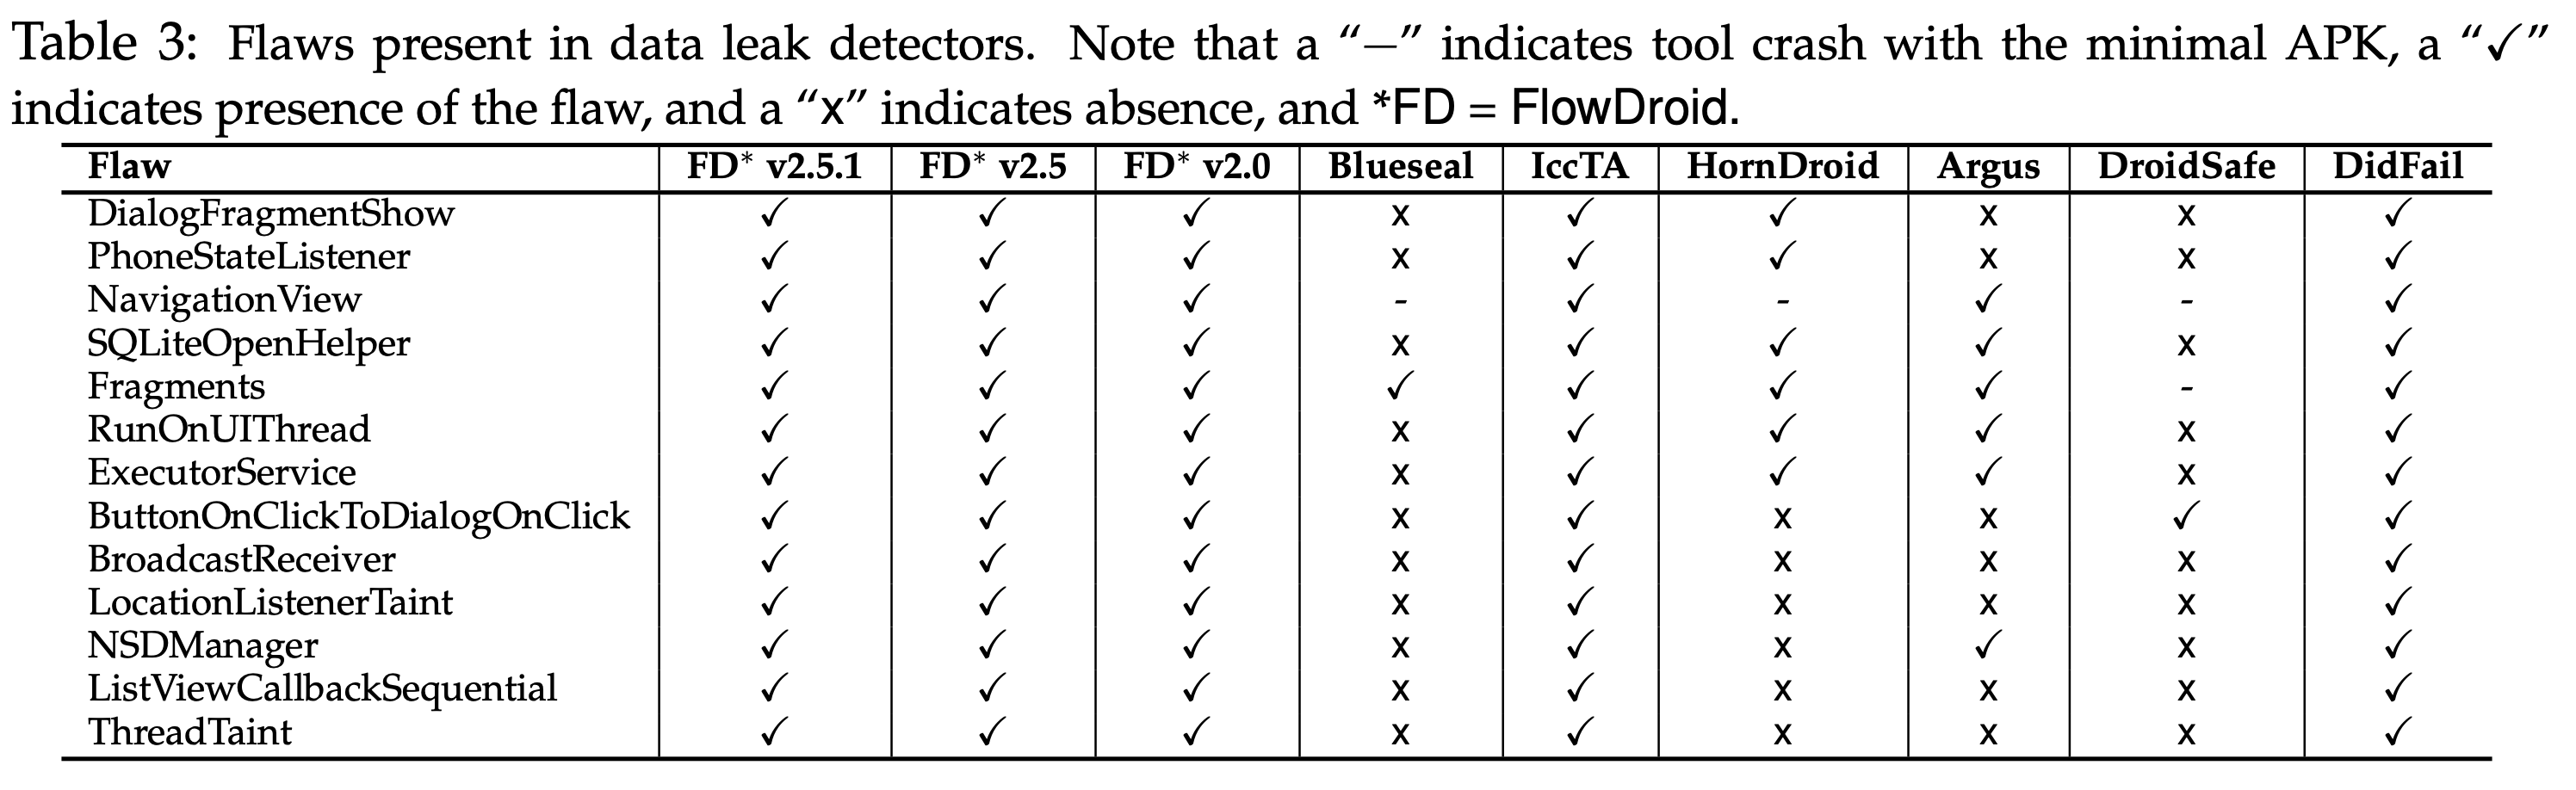 Table 3: Flaws present in data leak detectors. Note that a “—” indicates tool crash with the minimal APK, a “✓”
indicates presence of the flaw, and a “x” indicates absence, and *FD = FlowDroid.
Flaw FD* v2.5.1 FD* v2.5 FD* v2.0 Blueseal IccTA HornDroid Argus DroidSafe DidFail
DialogFragmentShow ✓ ✓ ✓ x ✓ ✓ x x ✓
PhoneStateListener ✓ ✓ ✓ x ✓ ✓ x x ✓
NavigationView ✓ ✓ ✓ - ✓ - ✓ - ✓
SQLiteOpenHelper ✓ ✓ ✓ x ✓ ✓ ✓ x ✓
Fragments ✓ ✓ ✓ ✓ ✓ ✓ ✓ - ✓
RunOnUIThread ✓ ✓ ✓ x ✓ ✓ ✓ x ✓
ExecutorService ✓ ✓ ✓ x ✓ ✓ ✓ x ✓
ButtonOnClickToDialogOnClick ✓ ✓ ✓ x ✓ x x ✓ ✓
BroadcastReceiver ✓ ✓ ✓ x ✓ x x x ✓
LocationListenerTaint ✓ ✓ ✓ x ✓ x x x ✓
NSDManager ✓ ✓ ✓ x ✓ x ✓ x ✓
ListViewCallbackSequential ✓ ✓ ✓ x ✓ x x x ✓
ThreadTaint ✓ ✓ ✓ x ✓ x x x ✓